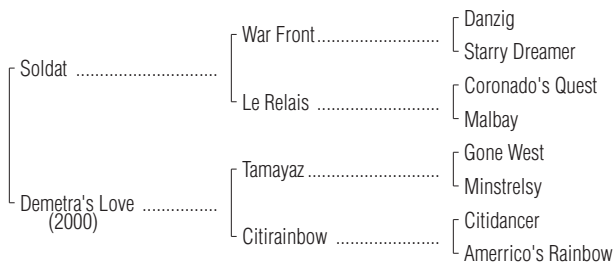 Danzig
War Front..................................
Starry Dreamer
Soldat .......................................
Coronado's Quest
Le Relais ............................
Malbay
Gone West
Tamayaz....................................
Minstrelsy
Demetra's Love .....................
(2000)
Citidancer
Citirainbow ............................
Amerrico's Rainbow